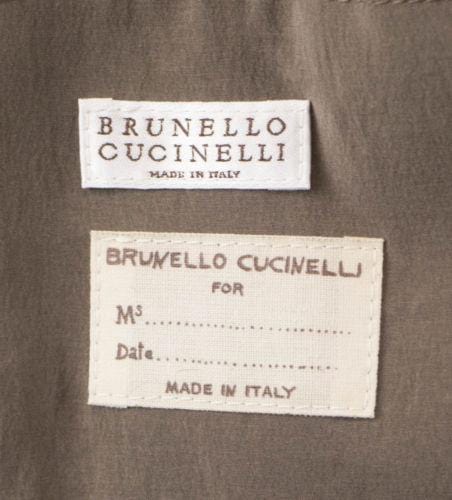 BRUNELLO
CUCINELLI
MADE IN ITALY
BRUNELLO CUCINELLI
FOR
Ms..............................
Date..............................
MADE IN ITALY